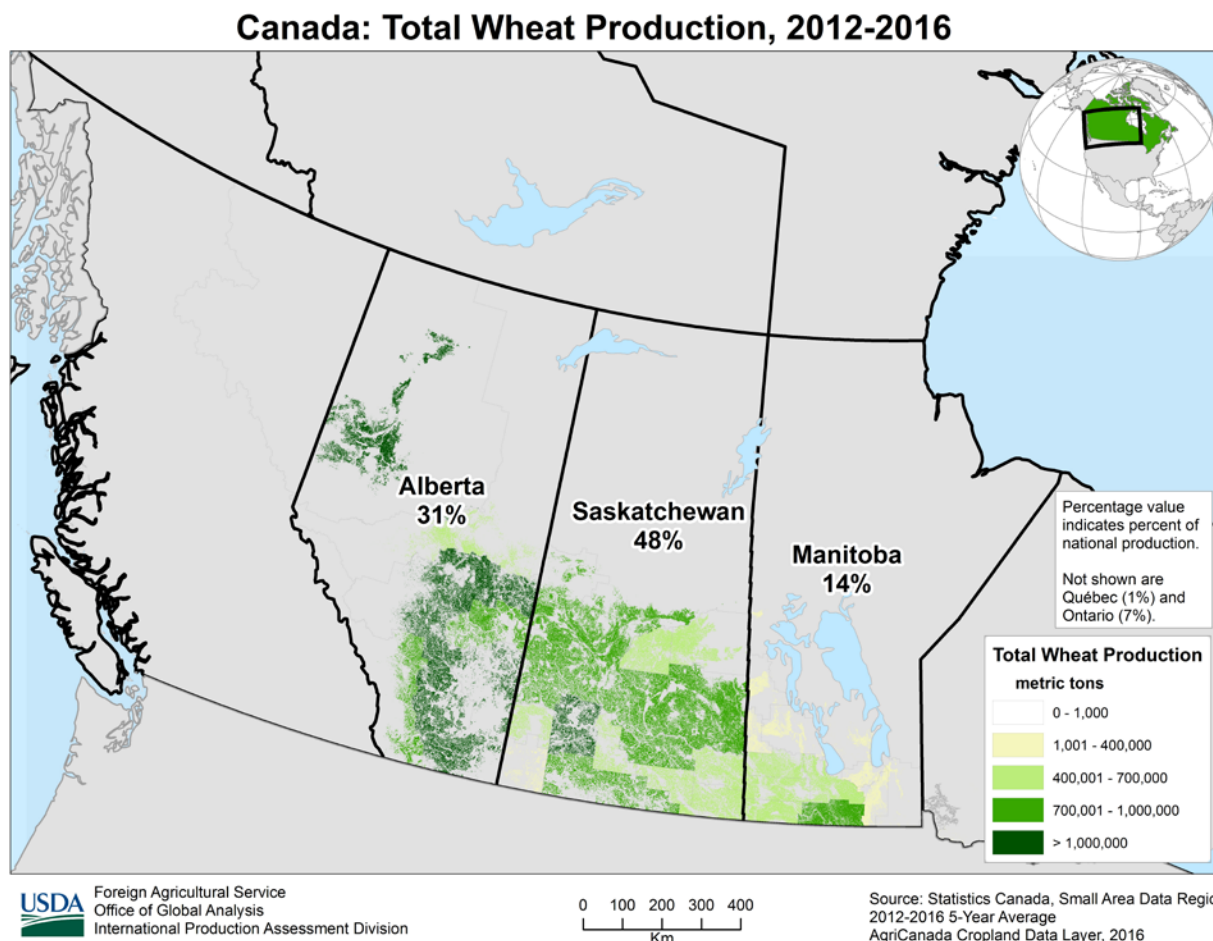 Canada: Total Wheat Production, 2012-2016
Alberta
31%
Saskatchewan
48%
Manitoba
14%
Percentage value
indicates percent of
national production.
Not shown are
Québec (1%) and
Ontario (7%).
Total Wheat Production
metric tons
0 - 1,000
1,001 - 400,000
400,001 - 700,000
700,001 - 1,000,000
> 1,000,000
USDA
Foreign Agricultural Service
Office of Global Analysis
International Production Assessment Division
0 100 200 300 400
Km
Source: Statistics Canada, Small Area Data Regio
2012-2016 5-Year Average
AgriCanada Cropland Data Layer, 2016